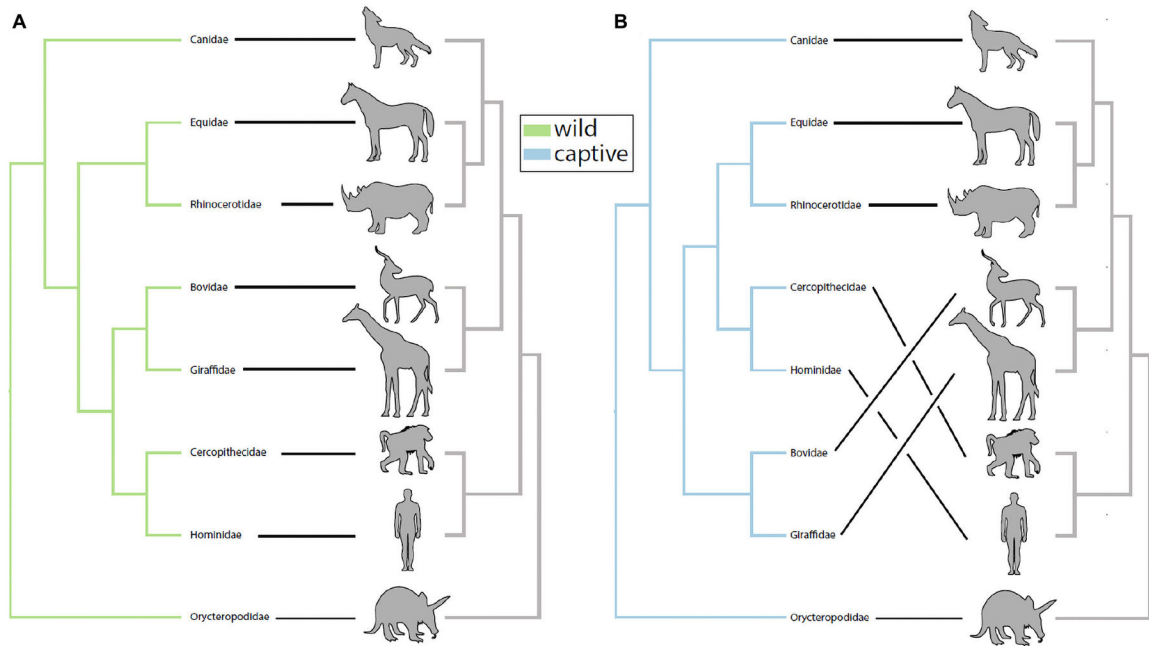 A
Canidae
Equidae
Rhinocerotidae
Bovidae
Giraffidae
Cercopithecidae
Hominidae
Orycteropodidae
wild
captive
B
Canidae
Equidae
Rhinocerotidae
Cercopithecidae
Hominidae
Bovidae
Giraffidae
Orycteropodidae